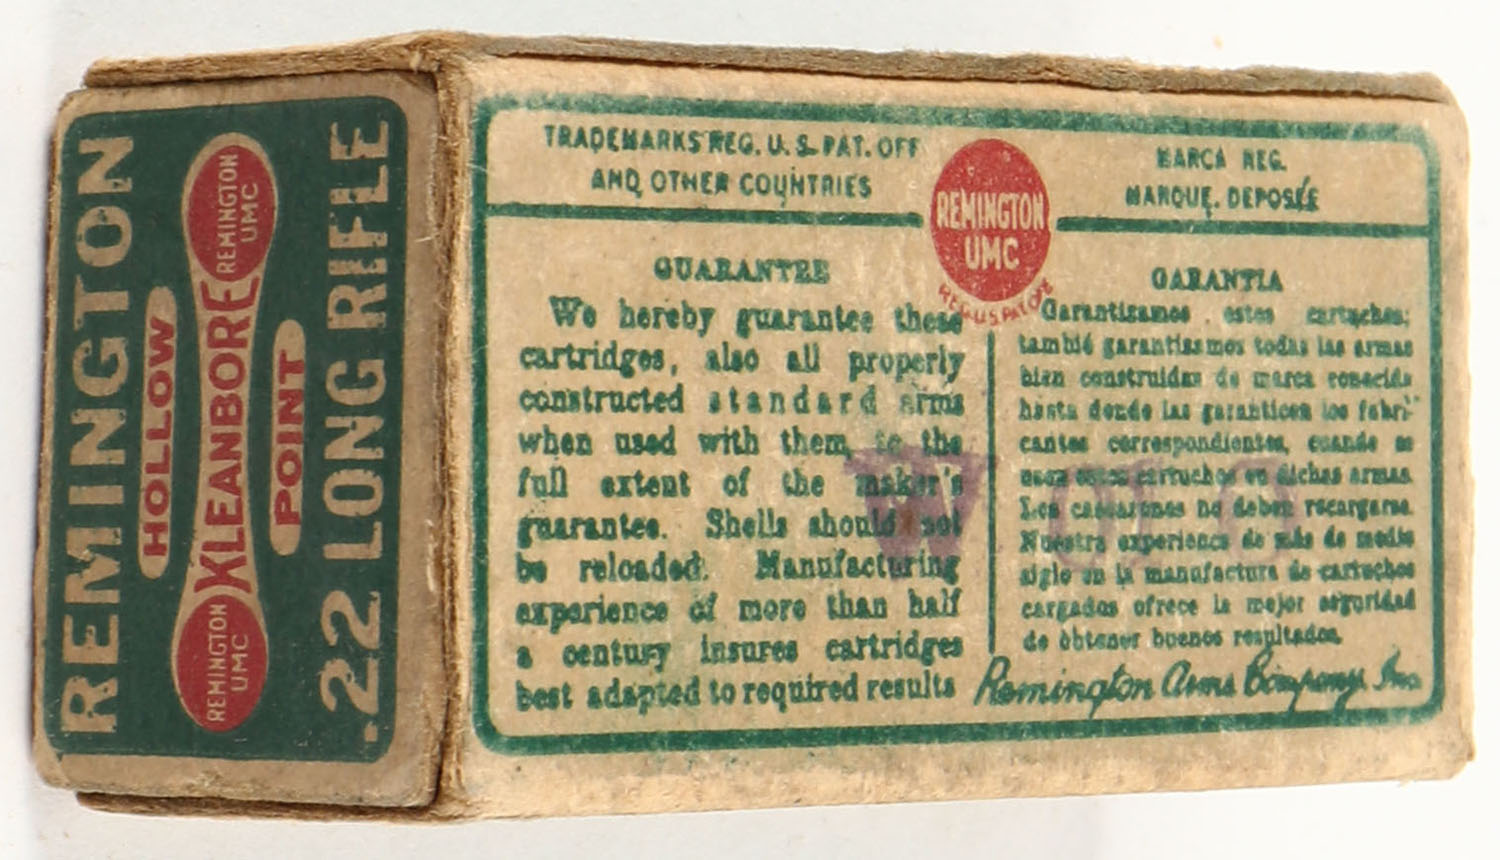 REMINGTON
HOLLOW
REMINGTON
UMC
KLEANBORE
REMINGTON
UMC
POINT
.22 LONG RIFLE
TRADEMARKS REG. U. S. PAT. OFF
AND OTHER COUNTRIES
REMINGTON
UMC
REG. U.S. PAT. OFF
MARCA REG.
MARQUE. DEPOSÉE
GUARANTEE
We hereby guarantee these
cartridges, also all properly
constructed standard arms
when used with them, to the
full extent of the maker's
guarantee. Shells should not
be reloaded. Manufacturing
experience of more than half
a century insures cartridges
best adapted to required results
GARANTIA
Garantizamos estos cartuchos;
tambié garantizamos todas las armas
bien construidas de marca conocida
hasta donde las garanticen los fabri-
cantes correspondientes, cuando se
usan estos cartuchos en dichas armas.
Los cascarones no deben recargarse.
Nuestra experienca de más de medio
siglo en la manufactura de cartuchos
cargados ofrece la mejor seguridad
de obtener buenos resultados.
Remington Arms Company, Inc.